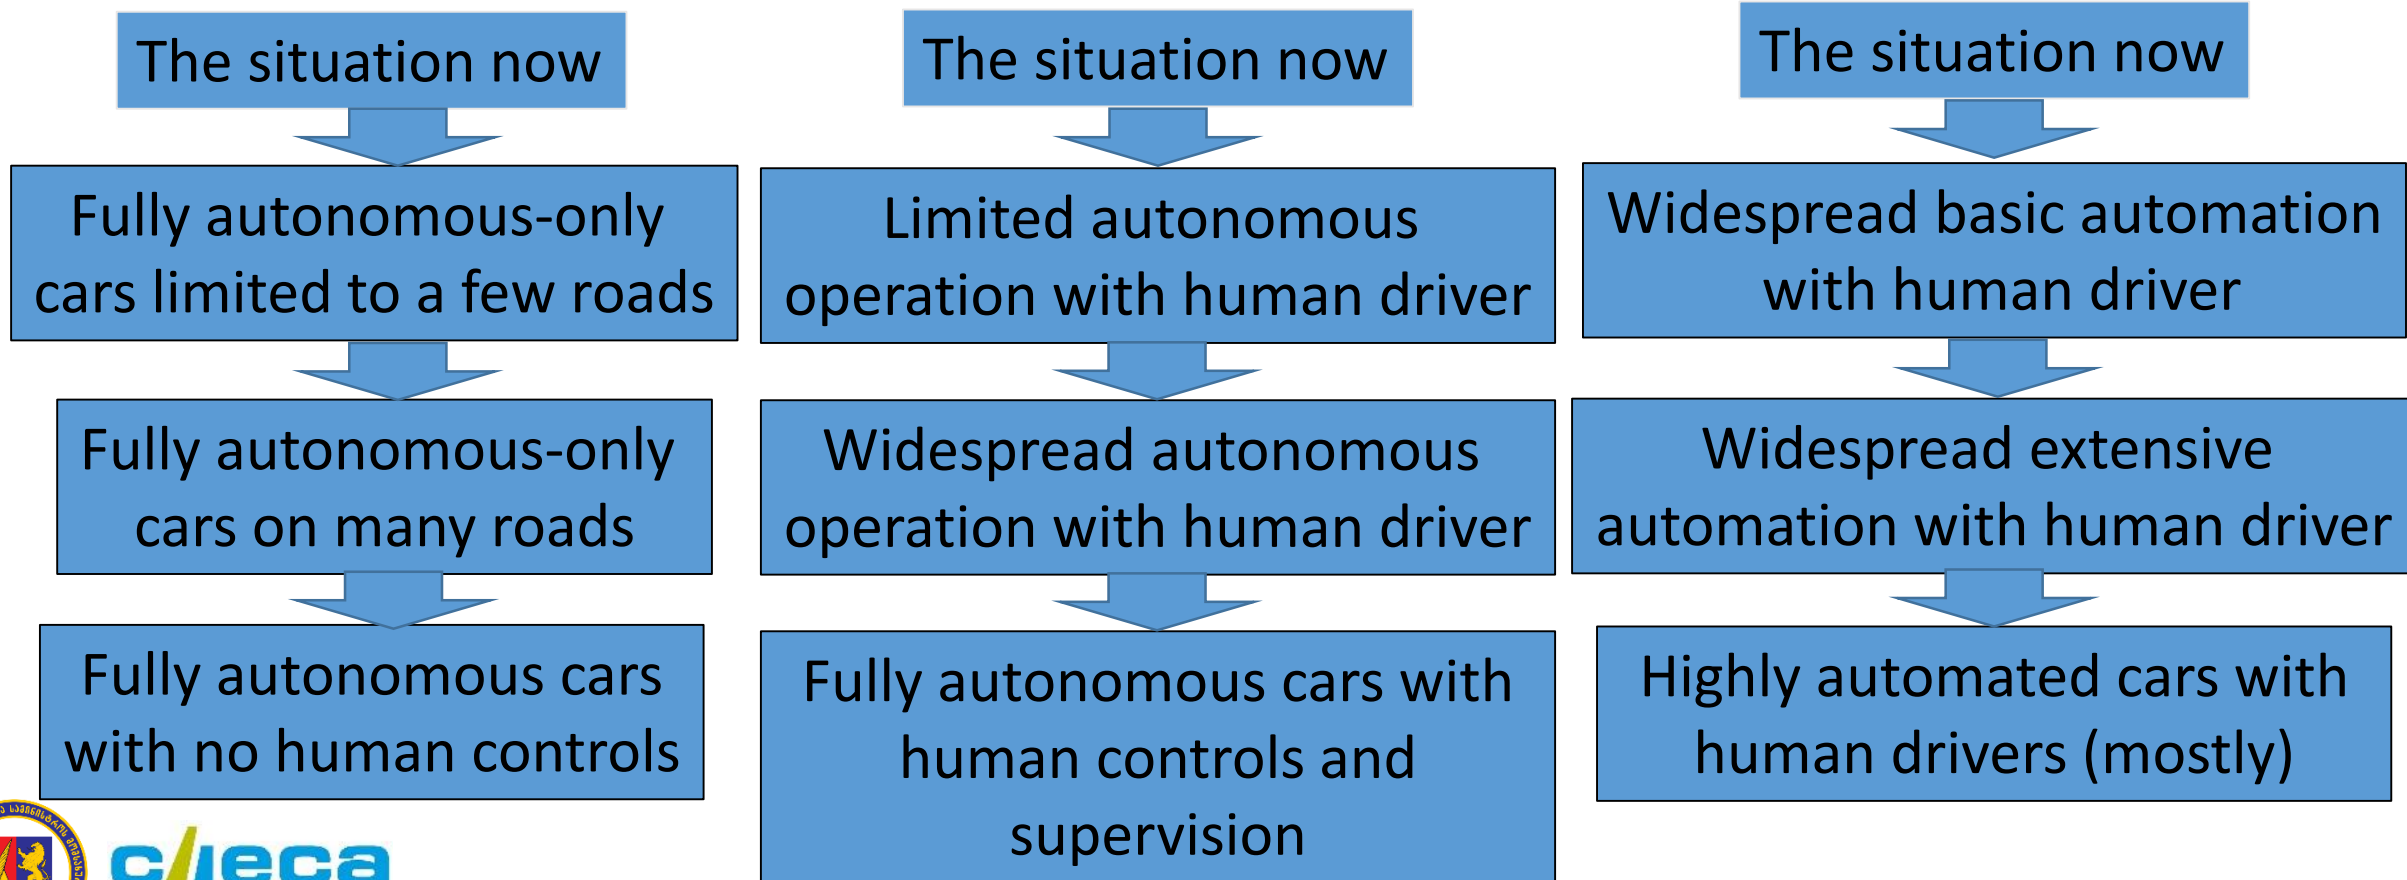 The situation now
Fully autonomous-only
cars limited to a few roads
Fully autonomous-only
cars on many roads
Fully autonomous cars
with no human controls
The situation now
Limited autonomous
operation with human driver
Widespread autonomous
operation with human driver
Fully autonomous cars with
human controls and
supervision
The situation now
Widespread basic automation
with human driver
Widespread extensive
automation with human driver
Highly automated cars with
human drivers (mostly)
cieca